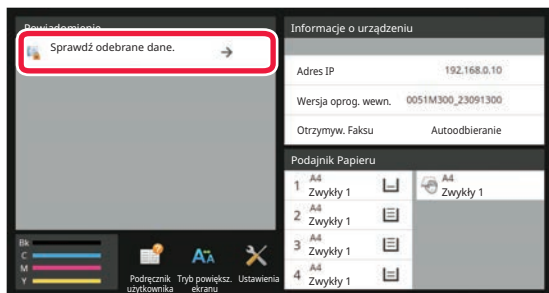 Powiadomienie
Sprawdź odebrane dane.
Informacje o urządzeniu
Adres IP 192.168.0.10
Wersja oprog. wewn. 0051M300_23091300
Otrzymyw. Faksu Autoodbieranie
Podajnik Papieru
1 A4
Zwykły 1
A4
Zwykły 1
2 A4
Zwykły 1
3 A4
Zwykły 1
4 A4
Zwykły 1
Bk
C
M
Y
Podręcznik
użytkownika
Tryb powiększ.
ekranu
Ustawienia